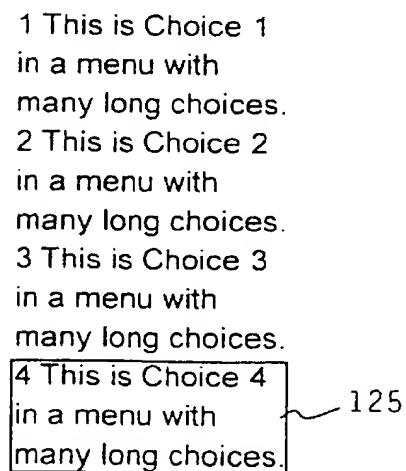 1 This is Choice 1
in a menu with
many long choices.
2 This is Choice 2
in a menu with
many long choices.
3 This is Choice 3
in a menu with
many long choices.
4 This is Choice 4
in a menu with
many long choices.
125